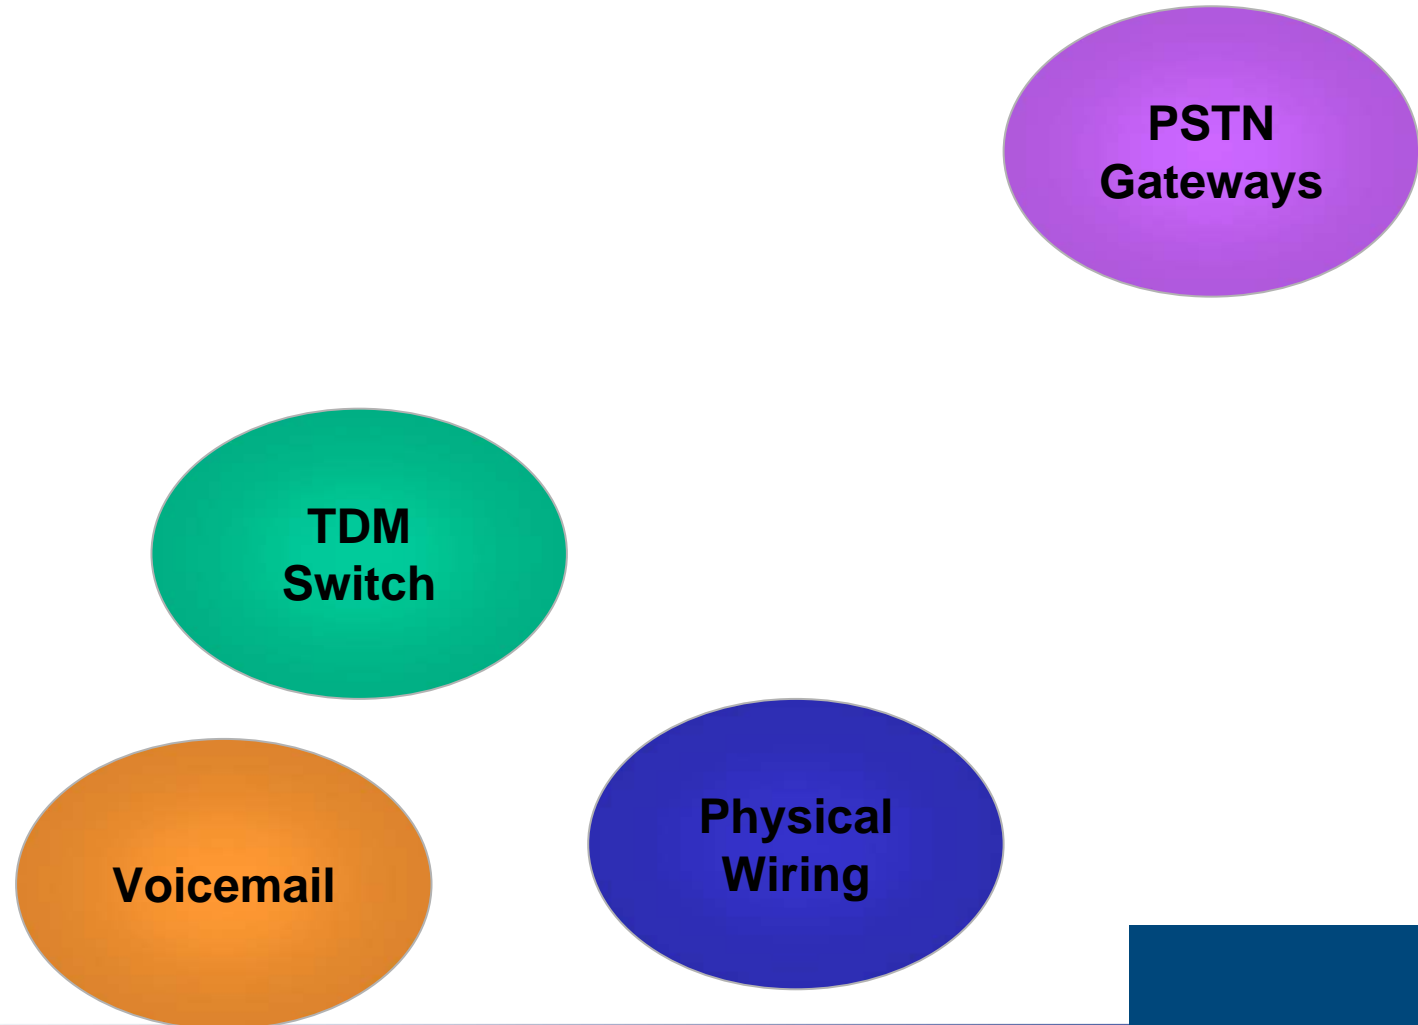 PSTN
Gateways
TDM
Switch
Physical
Wiring
Voicemail